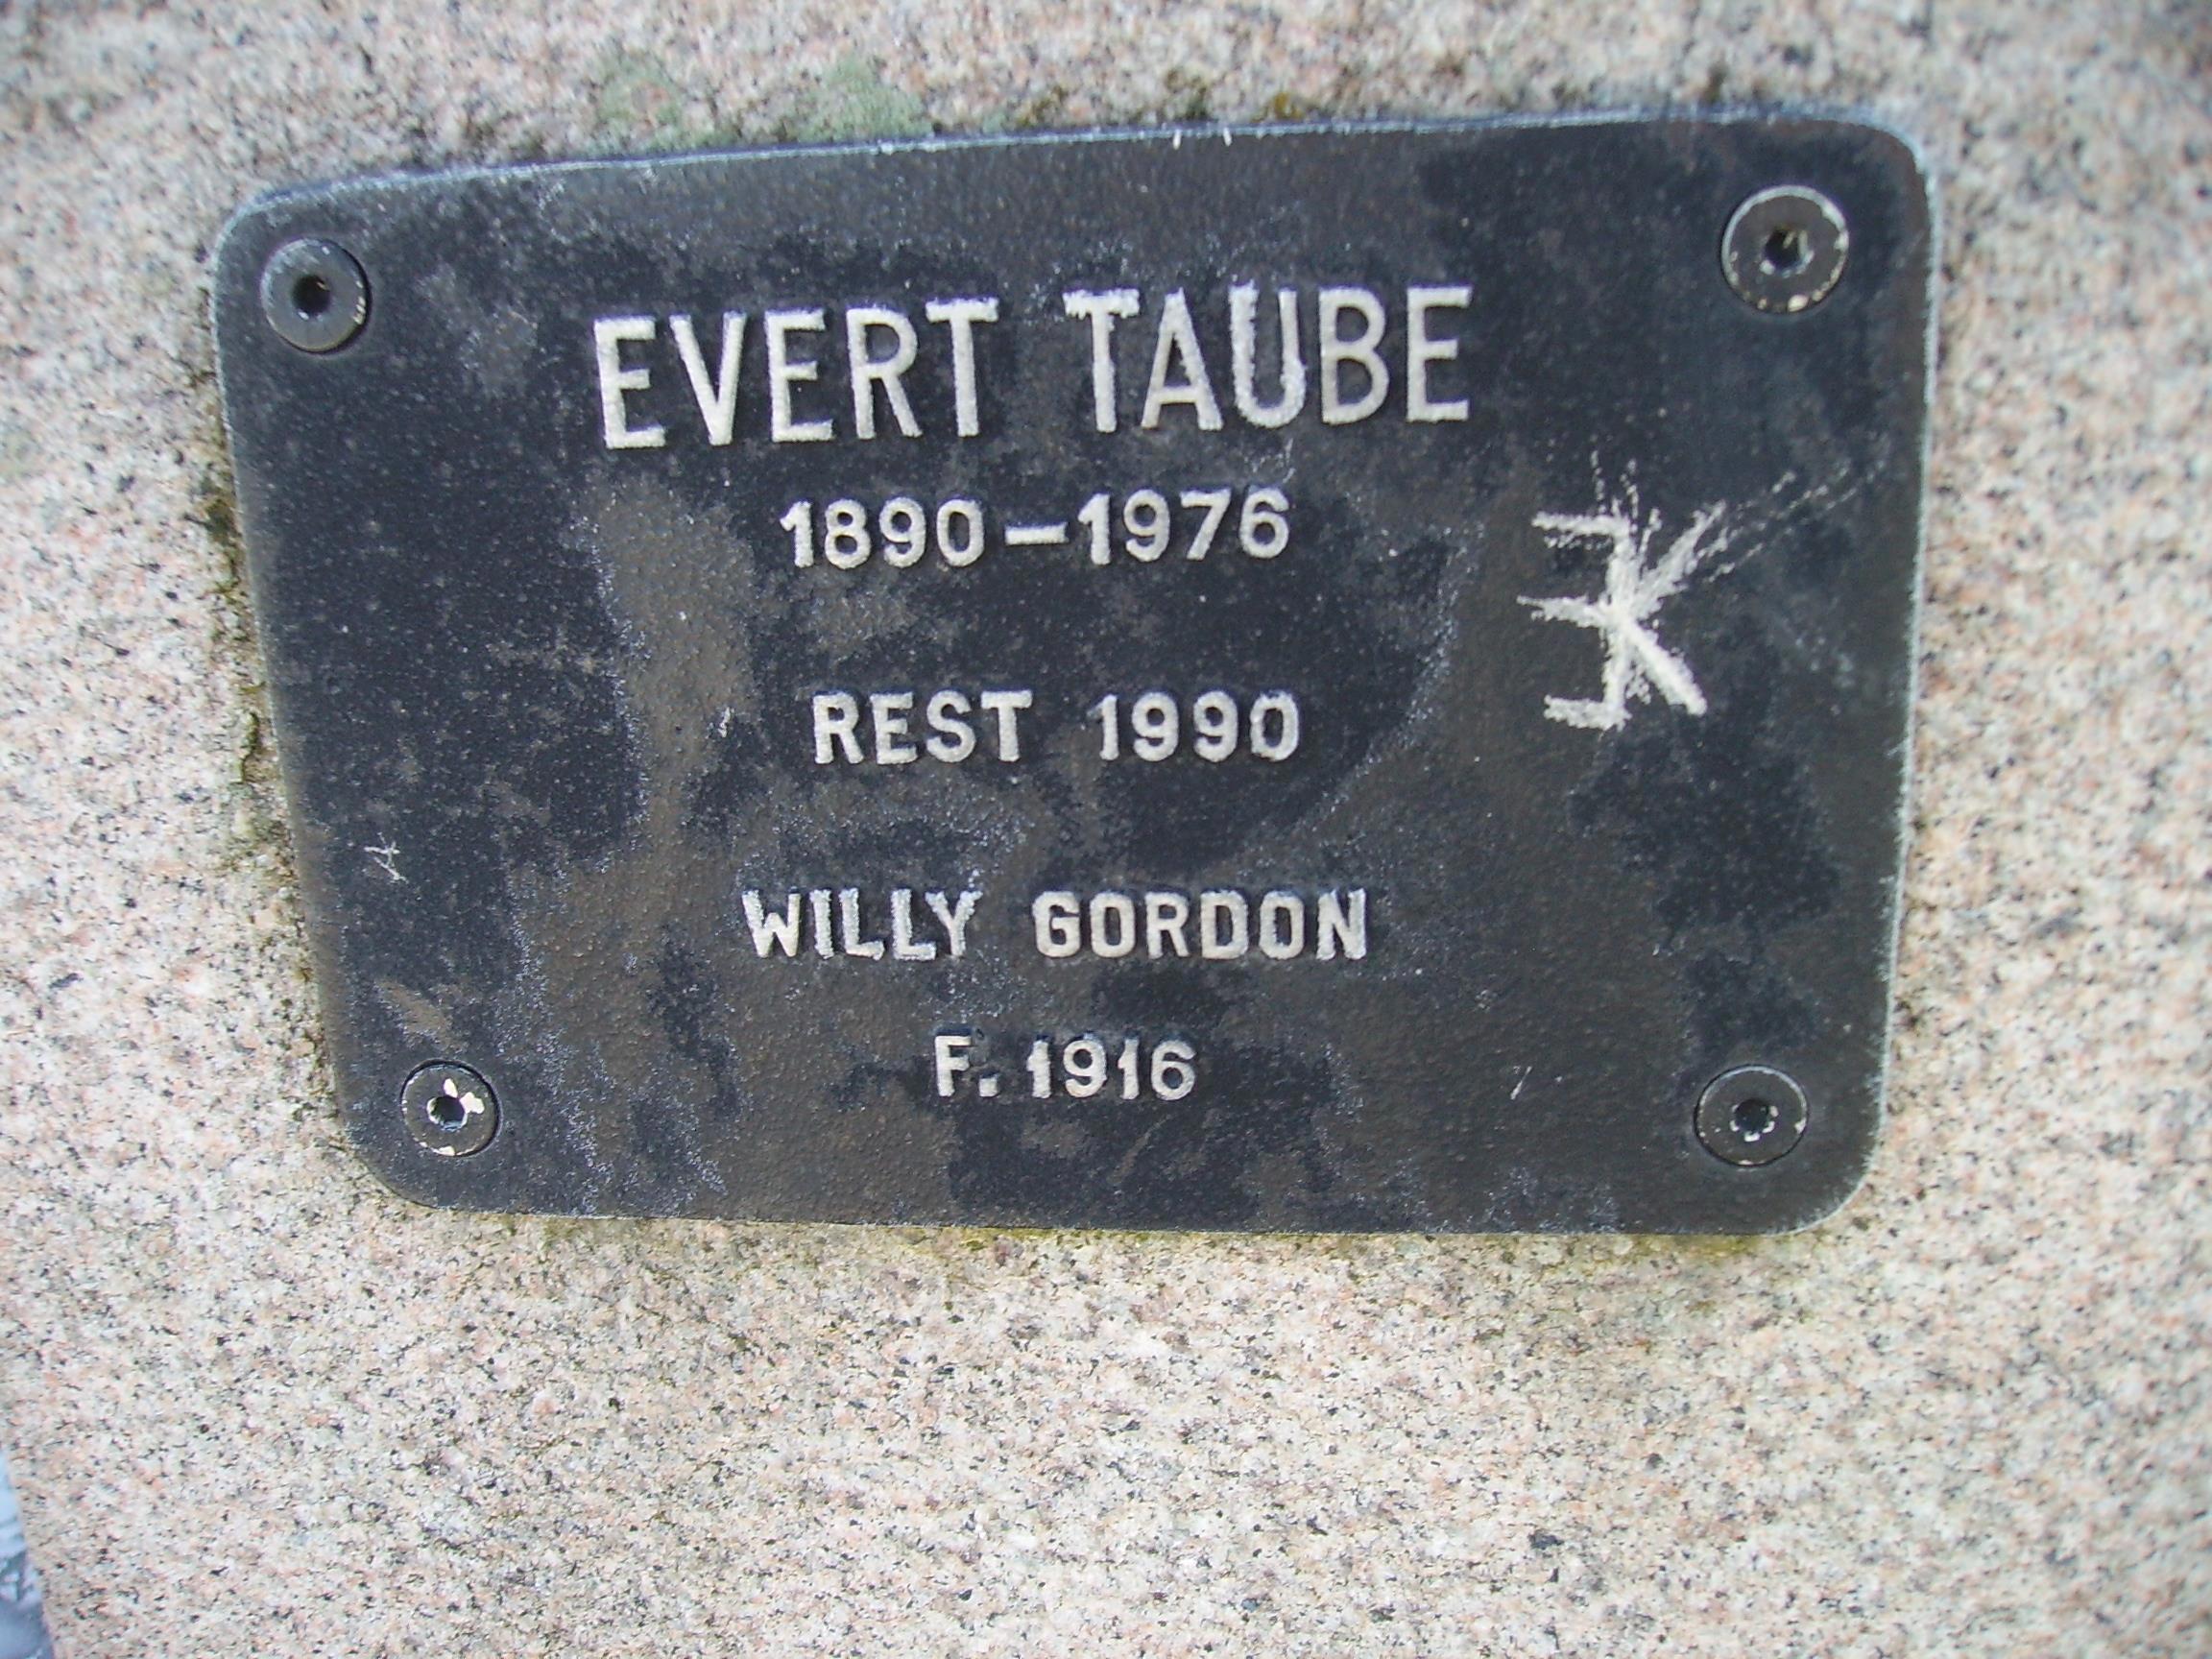 EVERT TAUBE
1890-1976
REST 1990
WILLY GORDON
F. 1916